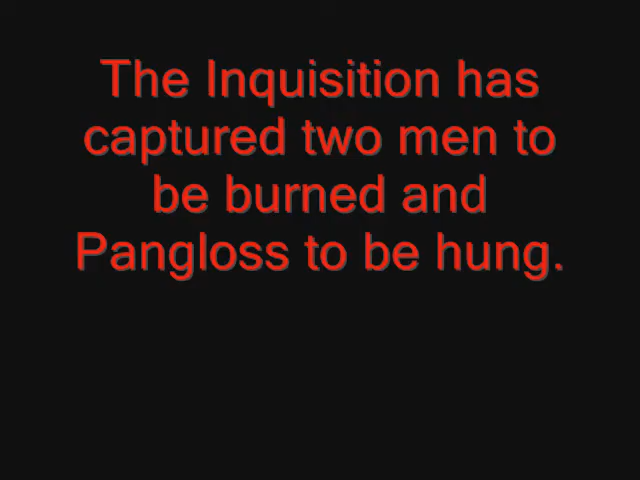 The Inquisition has
captured two men to
be burned and
Pangloss to be hung.